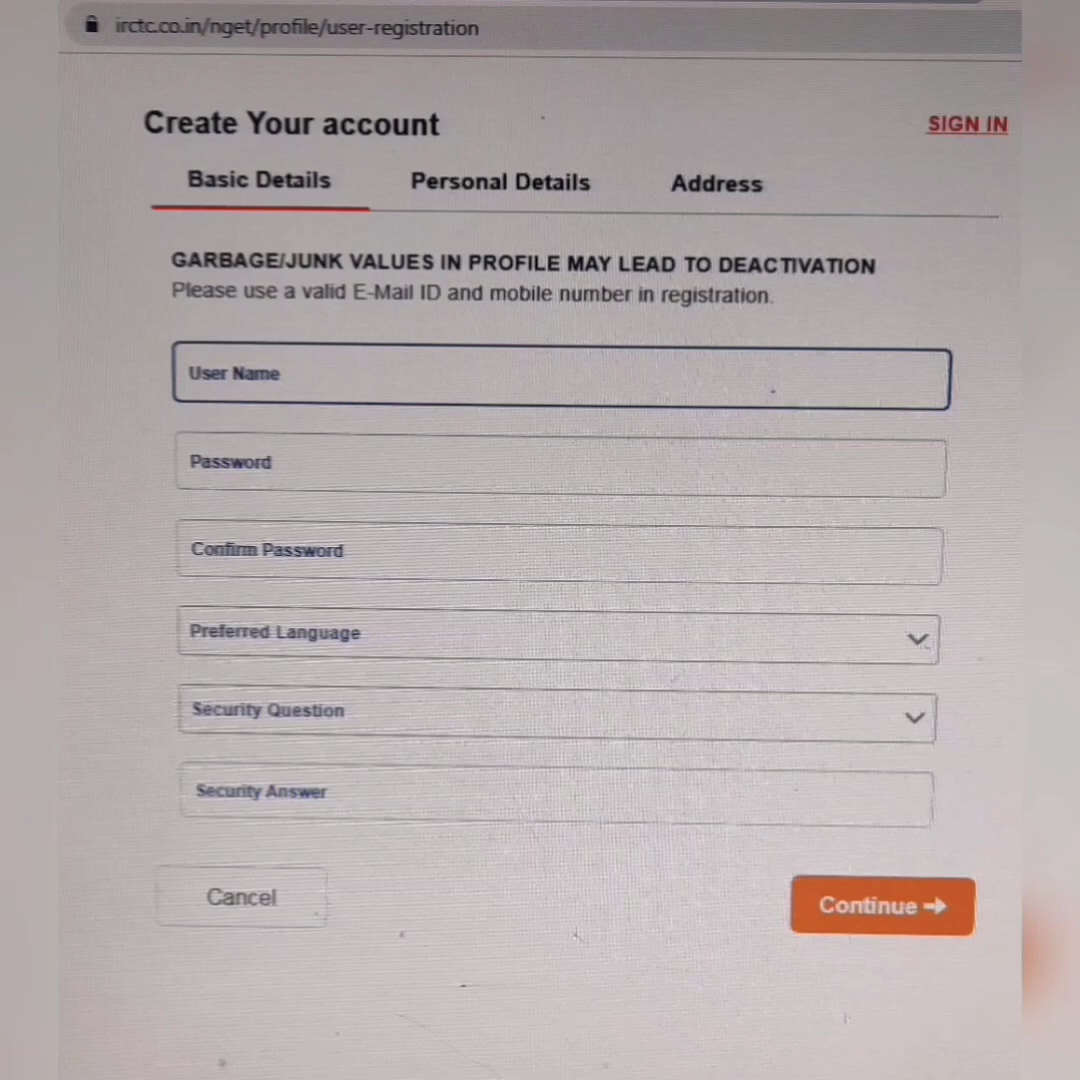 irctc.co.in/nget/profile/user-registration
Create Your account
SIGN IN
Basic Details
Personal Details
Address
GARBAGE/JUNK VALUES IN PROFILE MAY LEAD TO DEACTIVATION
Please use a valid E-Mail ID and mobile number in registration.
User Name
Password
Confirm Password
Preferred Language
Security Question
Security Answer
Cancel
Continue